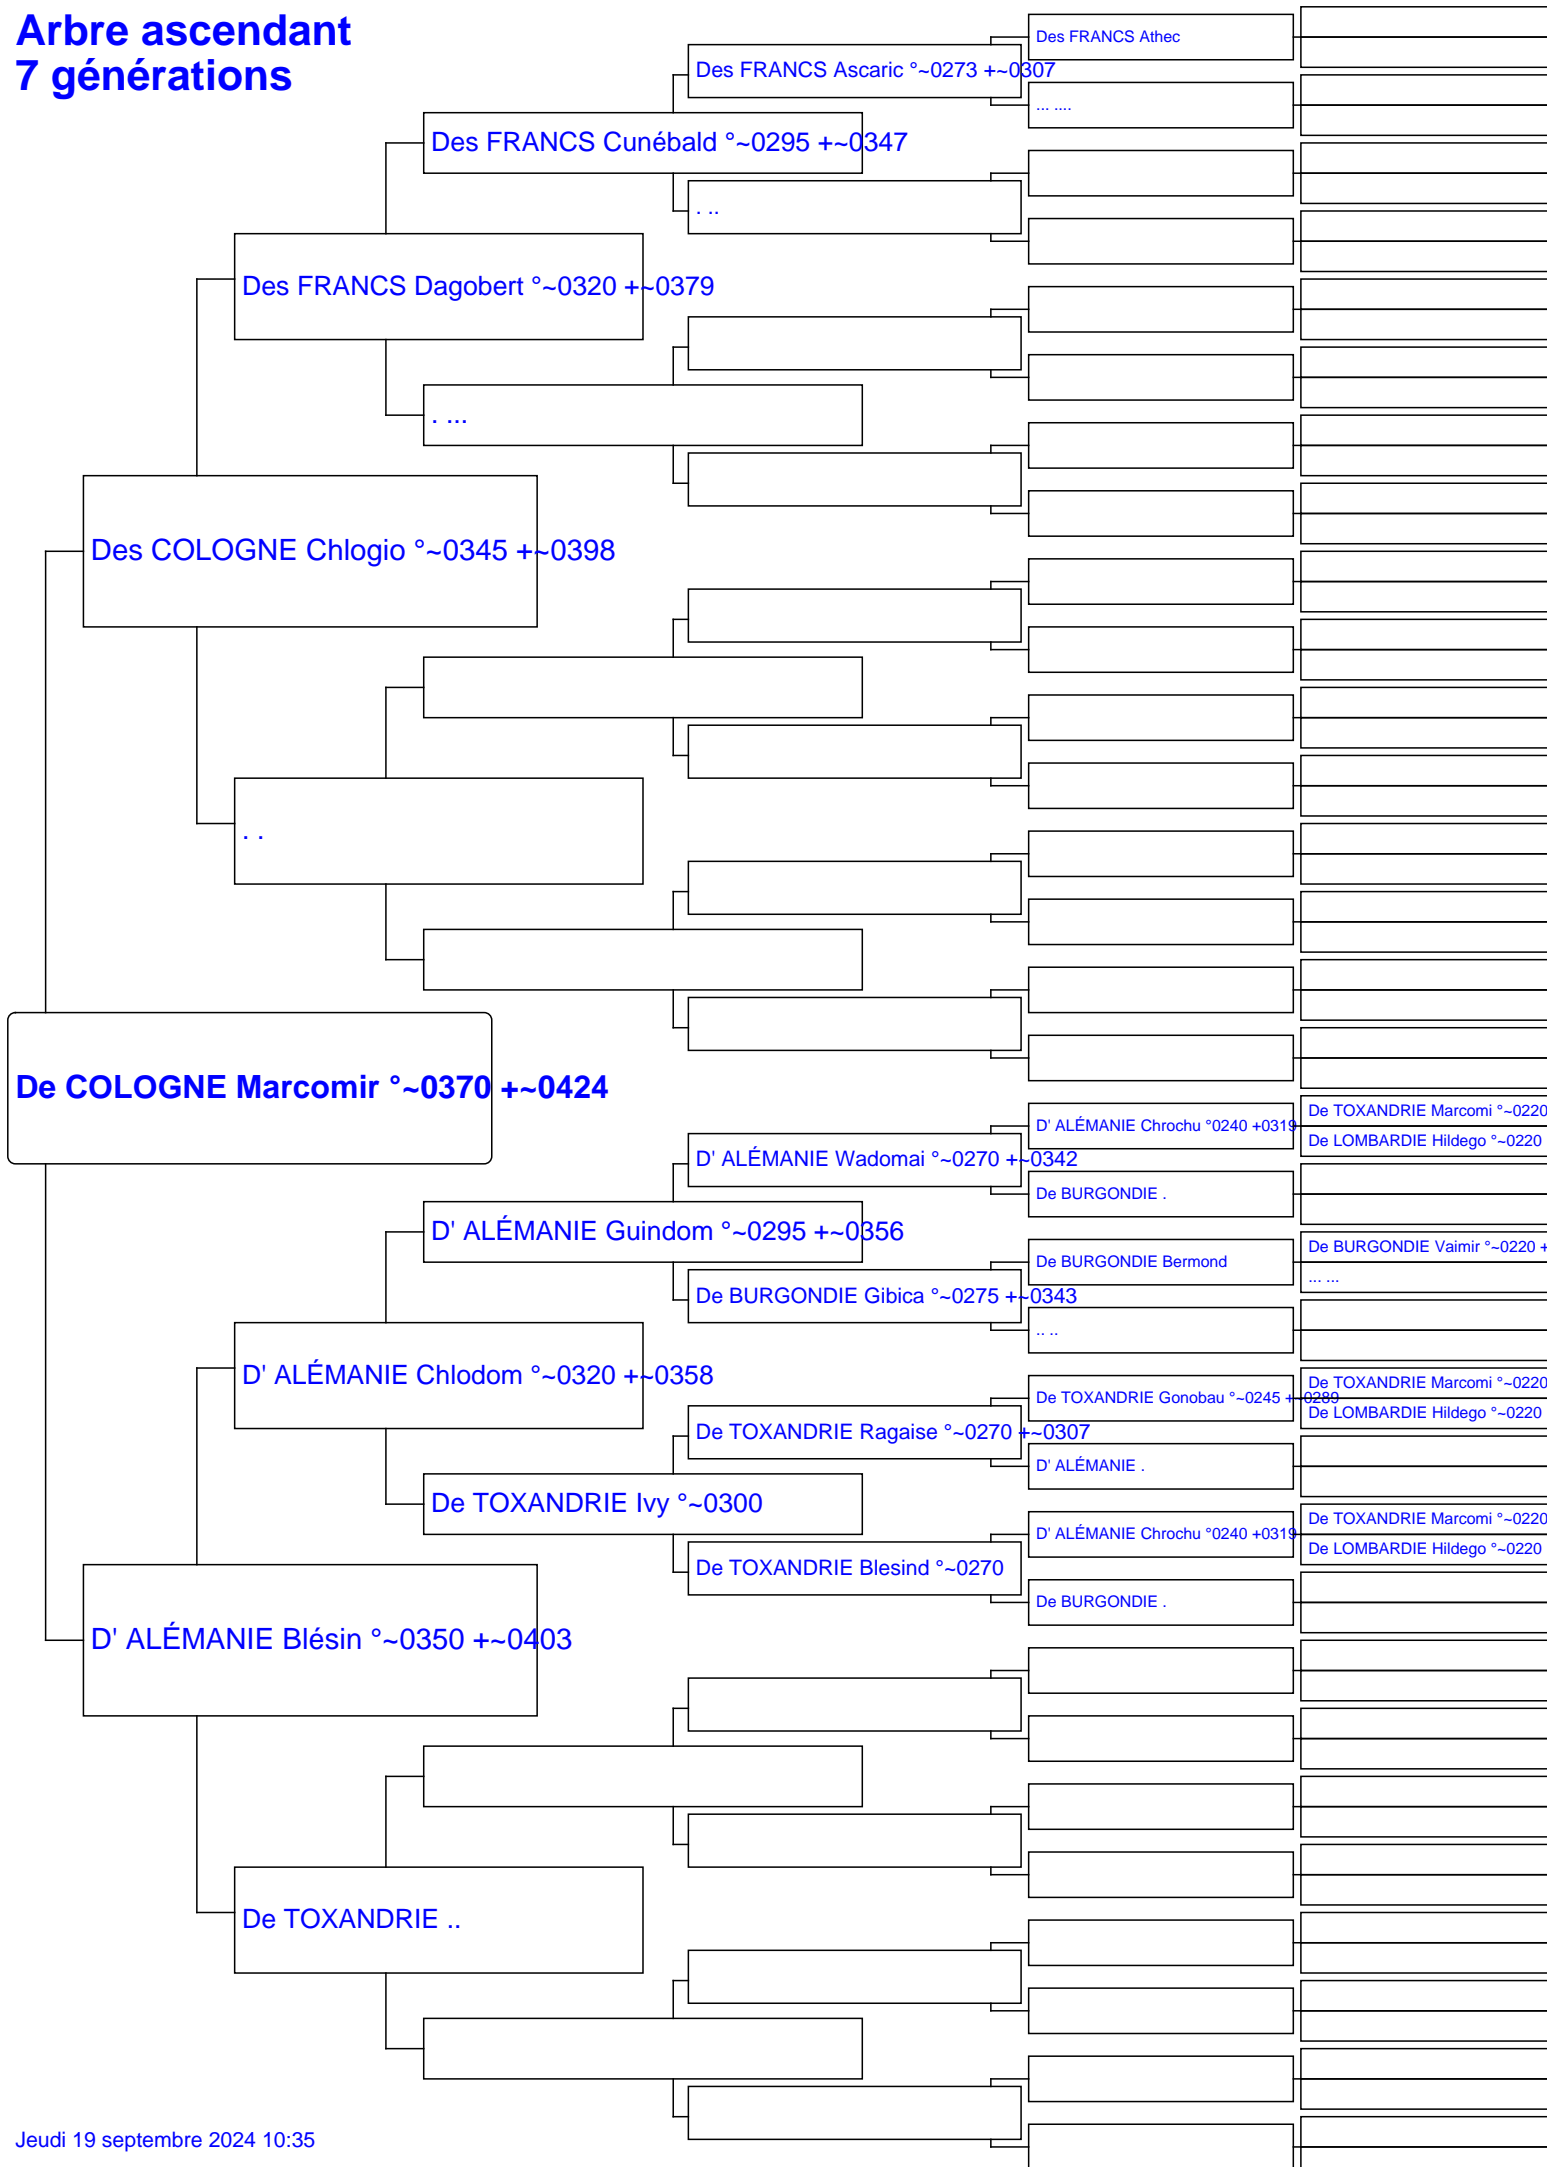 Arbre ascendant
7 générations
Des FRANCS Athec
Des FRANCS Ascaric °~0273 +~0307
... ....
Des FRANCS Cunébald °~0295 +~0347
. ..
Des FRANCS Dagobert °~0320 +~0379
. ...
Des COLOGNE Chlogio °~0345 +~0398
. .
De COLOGNE Marcomir °~0370 +~0424
De TOXANDRIE Marcomi °~0220
D' ALÉMANIE Chrochu °0240 +0319
De LOMBARDIE Hildego °~0220
D' ALÉMANIE Wadomai °~0270 +~0342
De BURGONDIE .
D' ALÉMANIE Guindom °~0295 +~0356
De BURGONDIE Vaimir °~0220 +
De BURGONDIE Bermond
... ...
De BURGONDIE Gibica °~0275 +~0343
.. ..
D' ALÉMANIE Chlodom °~0320 +~0358
De TOXANDRIE Marcomi °~0220
De TOXANDRIE Gonobau °~0245 +~0289
De LOMBARDIE Hildego °~0220
De TOXANDRIE Ragaise °~0270 +~0307
D' ALÉMANIE .
De TOXANDRIE Ivy °~0300
De TOXANDRIE Marcomi °~0220
D' ALÉMANIE Chrochu °0240 +0319
De LOMBARDIE Hildego °~0220
De TOXANDRIE Blesind °~0270
De BURGONDIE .
D' ALÉMANIE Blésin °~0350 +~0403
De TOXANDRIE ..
Jeudi 19 septembre 2024 10:35